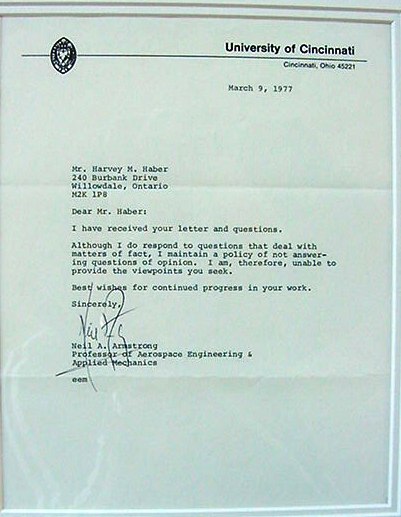 University of Cincinnati
Cincinnati, Ohio 45221
March 9, 1977
Mr. Harvey M. Haber
240 Burbank Drive
Willowdale, Ontario
M2K 1P8
Dear Mr. Haber:
I have received your letter and questions.
Although I do respond to questions that deal with
matters of fact, I maintain a policy of not answer-
ing questions of opinion. I am, therefore, unable to
provide the viewpoints you seek.
Best wishes for continued progress in your work.
Sincerely,
Neil A. Armstrong
Professor of Aerospace Engineering &
Applied Mechanics
eem